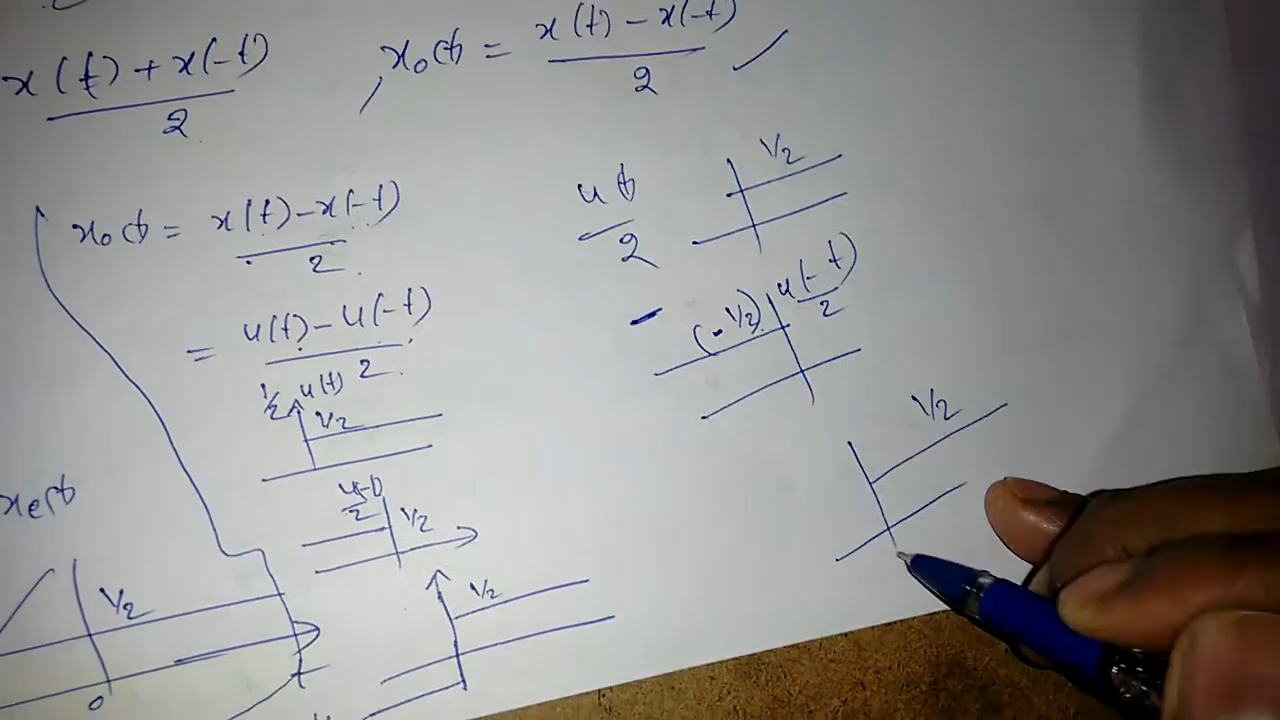 x(t) + x(-t)
2
, x₀(t) = x(t) - x(-t)
2
x₀(t) = x(t) - x(-t)
2
= u(t) - u(-t)
2
1/2 u(t)
1/2
u(-t)
2
1/2
1/2
xe(t)
1/2
0
u(t)
2
1/2
- (-1/2) u(-t)
2
1/2